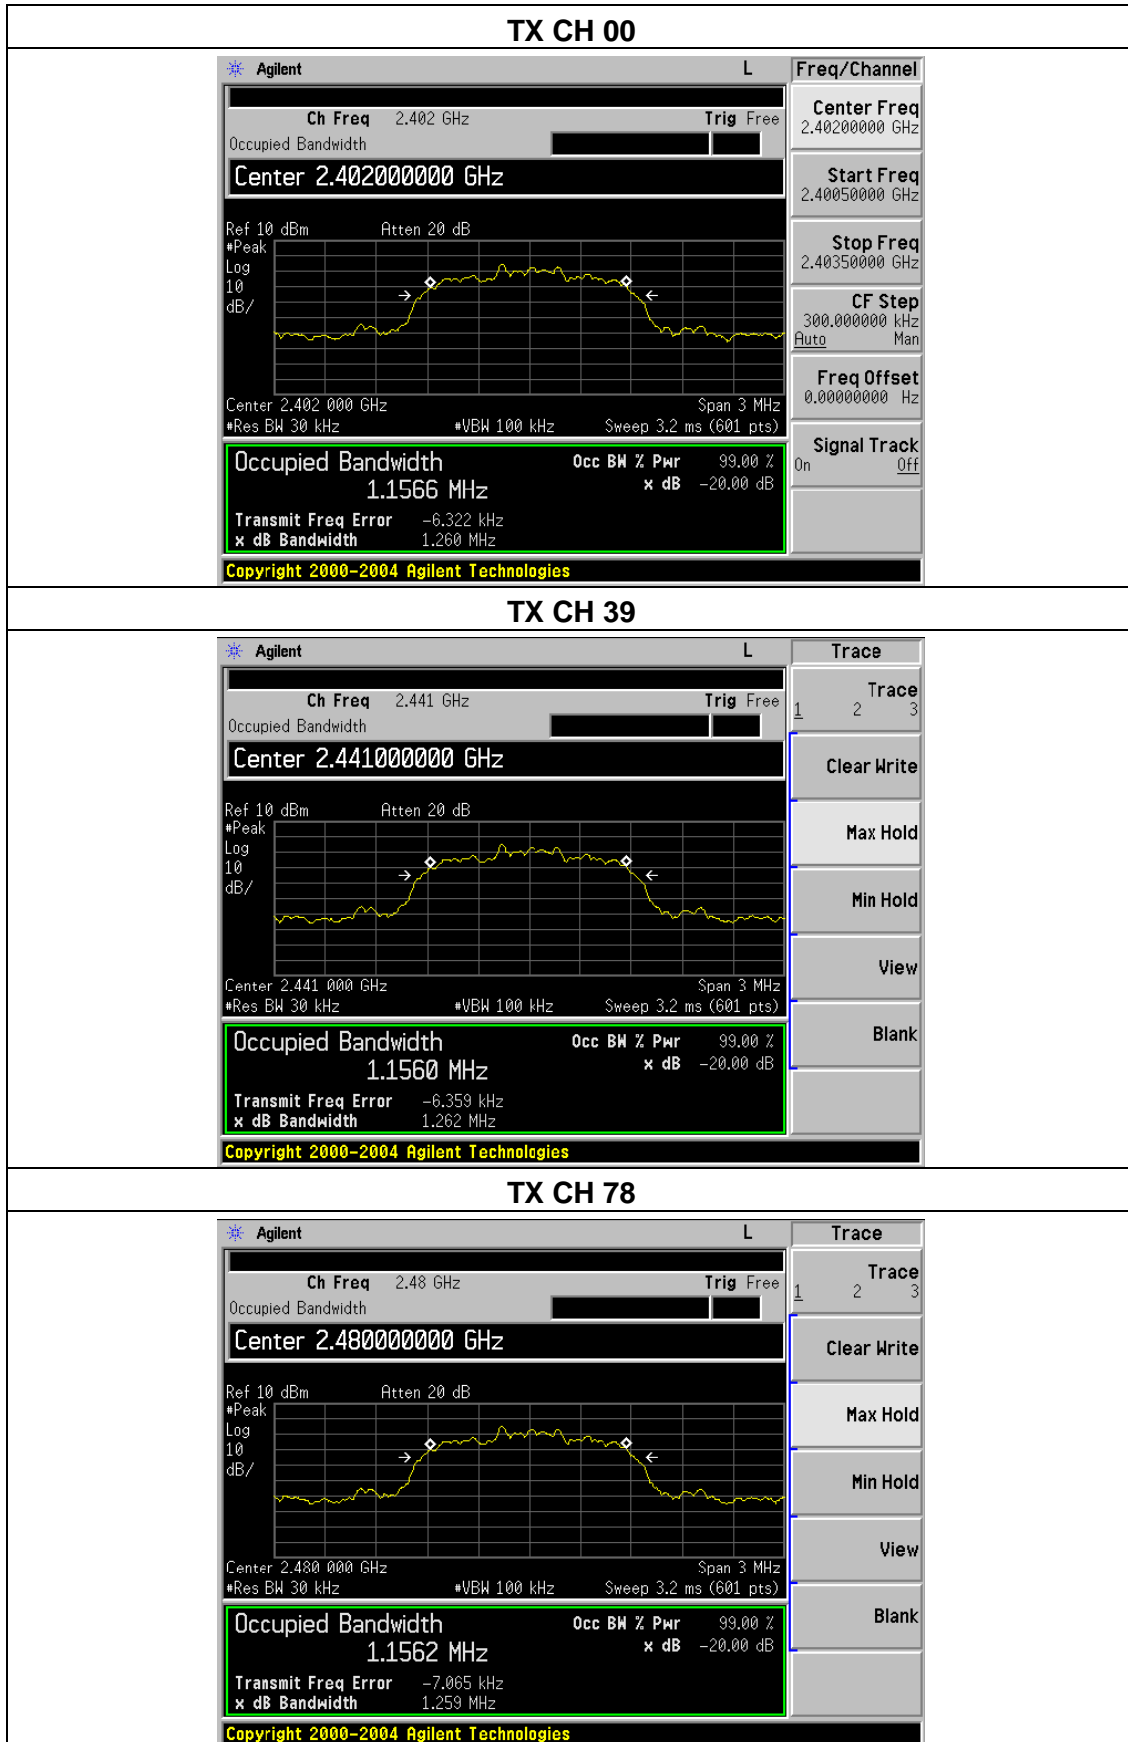 TX CH 00
Agilent L Freq/Channel
Ch Freq 2.402 GHz Trig Free
Occupied Bandwidth
Center 2.402000000 GHz
Center Freq
2.40200000 GHz
Start Freq
2.40050000 GHz
Stop Freq
2.40350000 GHz
CF Step
300.000000 kHz
Auto Man
Freq Offset
0.00000000 Hz
Signal Track
On Off
Ref 10 dBm Atten 20 dB
#Peak
Log
10
dB/
Center 2.402 000 GHz Span 3 MHz
#Res BW 30 kHz #VBW 100 kHz Sweep 3.2 ms (601 pts)
Occupied Bandwidth Occ BW % Pwr 99.00 %
1.1566 MHz x dB -20.00 dB
Transmit Freq Error -6.322 kHz
x dB Bandwidth 1.260 MHz
Copyright 2000-2004 Agilent Technologies
TX CH 39
Agilent L Trace
Ch Freq 2.441 GHz Trig Free
Occupied Bandwidth
Center 2.441000000 GHz
Trace
1 2 3
Clear Write
Max Hold
Min Hold
View
Blank
Ref 10 dBm Atten 20 dB
#Peak
Log
10
dB/
Center 2.441 000 GHz Span 3 MHz
#Res BW 30 kHz #VBW 100 kHz Sweep 3.2 ms (601 pts)
Occupied Bandwidth Occ BW % Pwr 99.00 %
1.1560 MHz x dB -20.00 dB
Transmit Freq Error -6.359 kHz
x dB Bandwidth 1.262 MHz
Copyright 2000-2004 Agilent Technologies
TX CH 78
Agilent L Trace
Ch Freq 2.48 GHz Trig Free
Occupied Bandwidth
Center 2.480000000 GHz
Trace
1 2 3
Clear Write
Max Hold
Min Hold
View
Blank
Ref 10 dBm Atten 20 dB
#Peak
Log
10
dB/
Center 2.480 000 GHz Span 3 MHz
#Res BW 30 kHz #VBW 100 kHz Sweep 3.2 ms (601 pts)
Occupied Bandwidth Occ BW % Pwr 99.00 %
1.1562 MHz x dB -20.00 dB
Transmit Freq Error -7.065 kHz
x dB Bandwidth 1.259 MHz
Copyright 2000-2004 Agilent Technologies